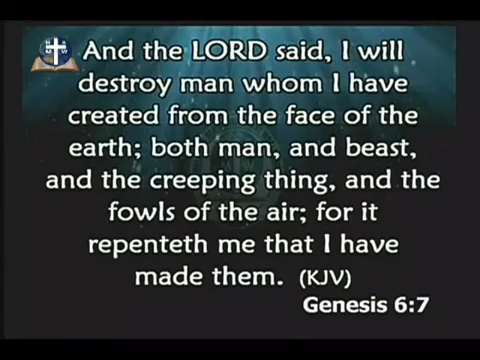 And the LORD said, I will
destroy man whom I have
created from the face of the
earth; both man, and beast,
and the creeping thing, and the
fowls of the air; for it
repenteth me that I have
made them. (KJV)
Genesis 6:7